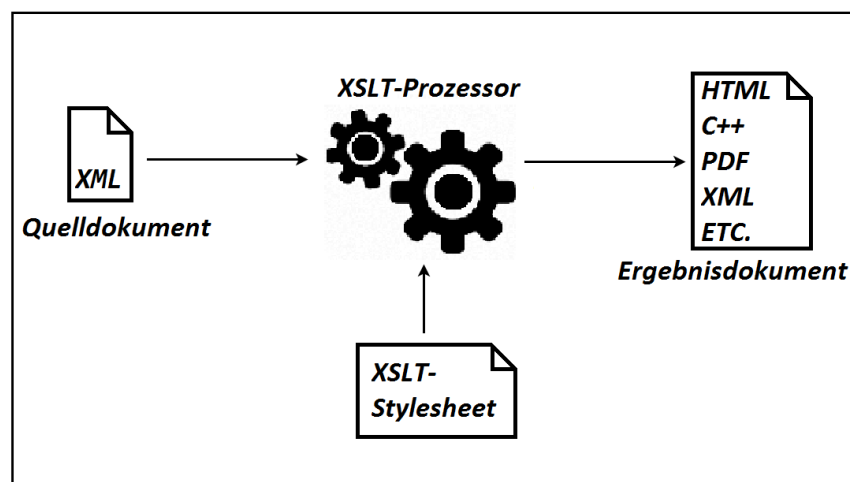 XSLT-Prozessor
XML
Quelldokument
HTML
C++
PDF
XML
ETC.
Ergebnisdokument
XSLT-
Stylesheet